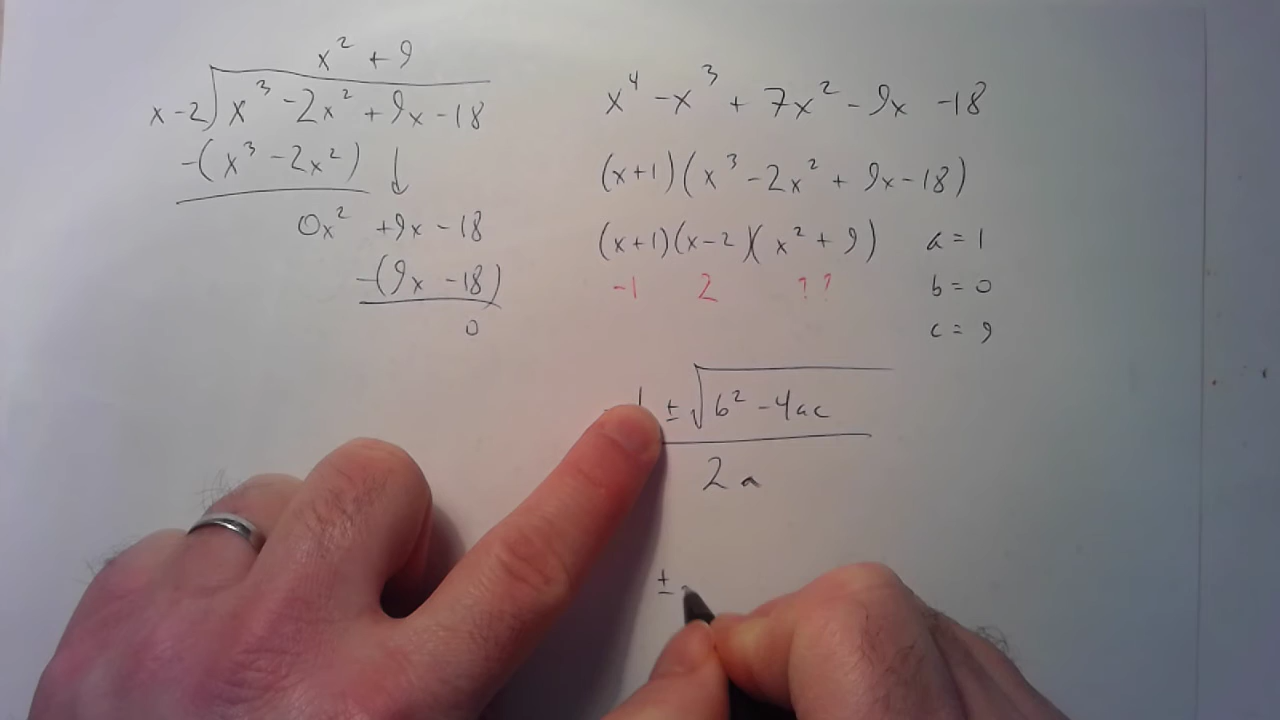 x² + 9
x-2) x³ - 2x² + 9x - 18
-(x³ - 2x²) ↓
0x² + 9x - 18
-(9x - 18)
0
x⁴ - x³ + 7x² - 9x - 18
(x+1)(x³ - 2x² + 9x - 18)
(x+1)(x-2)(x² + 9) a = 1
-1 2 ?? b = 0
c = 9
± √b² - 4ac
2a
±